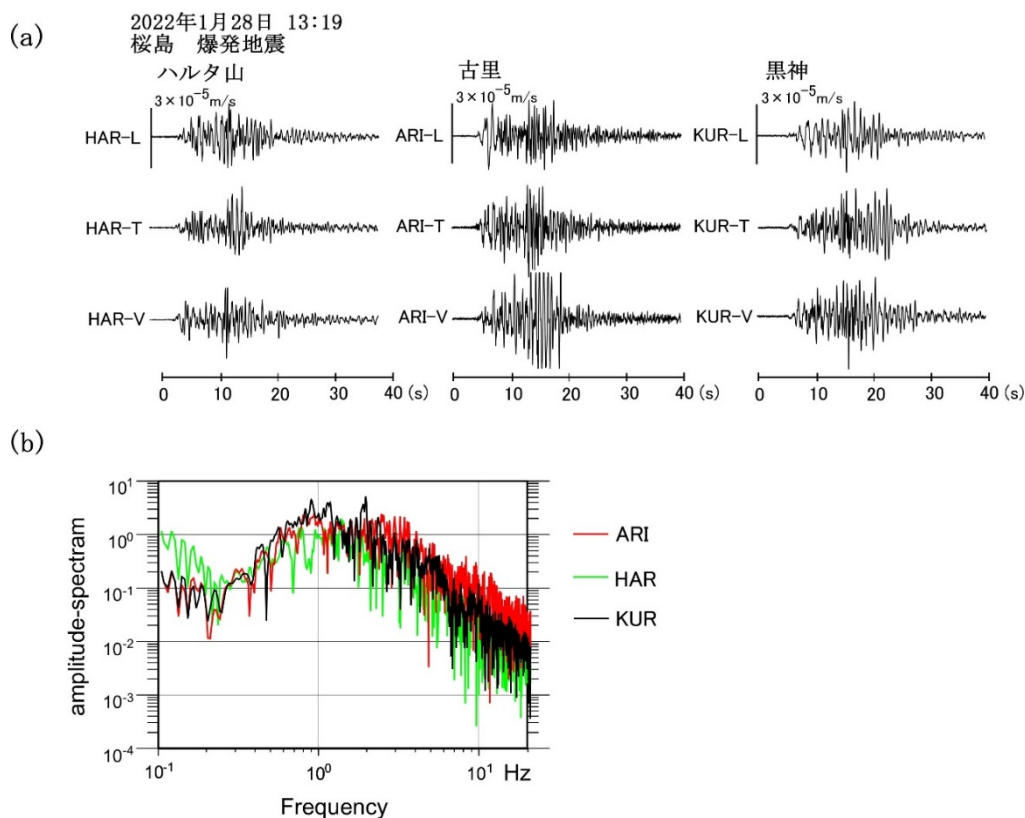 (a)
2022年1月28日 13:19
桜島 爆発地震
ハルタ山 古里 黒神
3×10⁻⁵m/s 3×10⁻⁵m/s 3×10⁻⁵m/s
HAR-L ARI-L KUR-L
HAR-T ARI-T KUR-T
HAR-V ARI-V KUR-V
0 10 20 30 40 (s) 0 10 20 30 40 (s) 0 10 20 30 40 (s)
(b)
10¹
10⁰
10⁻¹
10⁻²
10⁻³
10⁻⁴
amplitude-spectram
10⁻¹ 10⁰ 10¹ Hz
Frequency
ARI
HAR
KUR